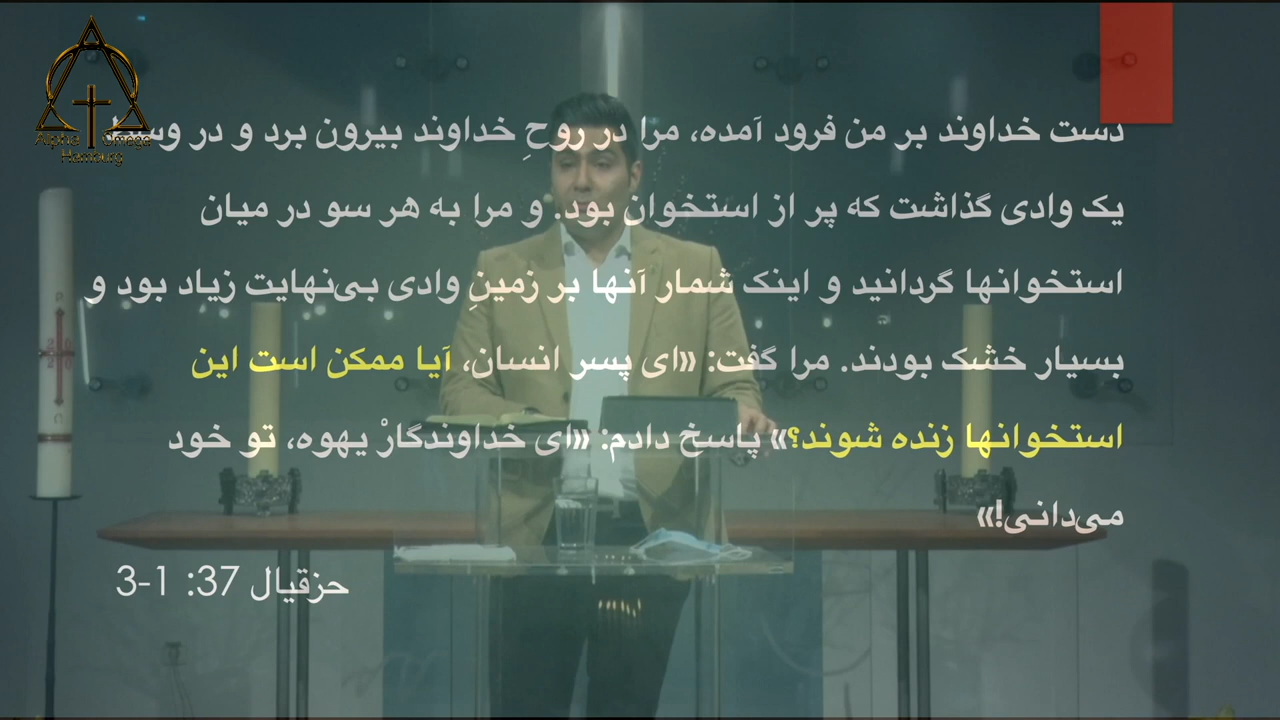 Alpha Omega
Hamburg
دست خداوند بر من فرود آمده، مرا در روحِ خداوند بیرون برد و در وسط
یک وادی گذاشت که پر از استخوان بود. و مرا به هر سو در میان
استخوانها گردانید و اینک شمار آنها بر زمینِ وادی بی‌نهایت زیاد بود و
بسیار خشک بودند. مرا گفت: «ای پسر انسان، آیا ممکن است این
استخوانها زنده شوند؟» پاسخ دادم: «ای خداوندگارْ یهوه، تو خود
می‌دانی!»
حزقیال 37: 1-3